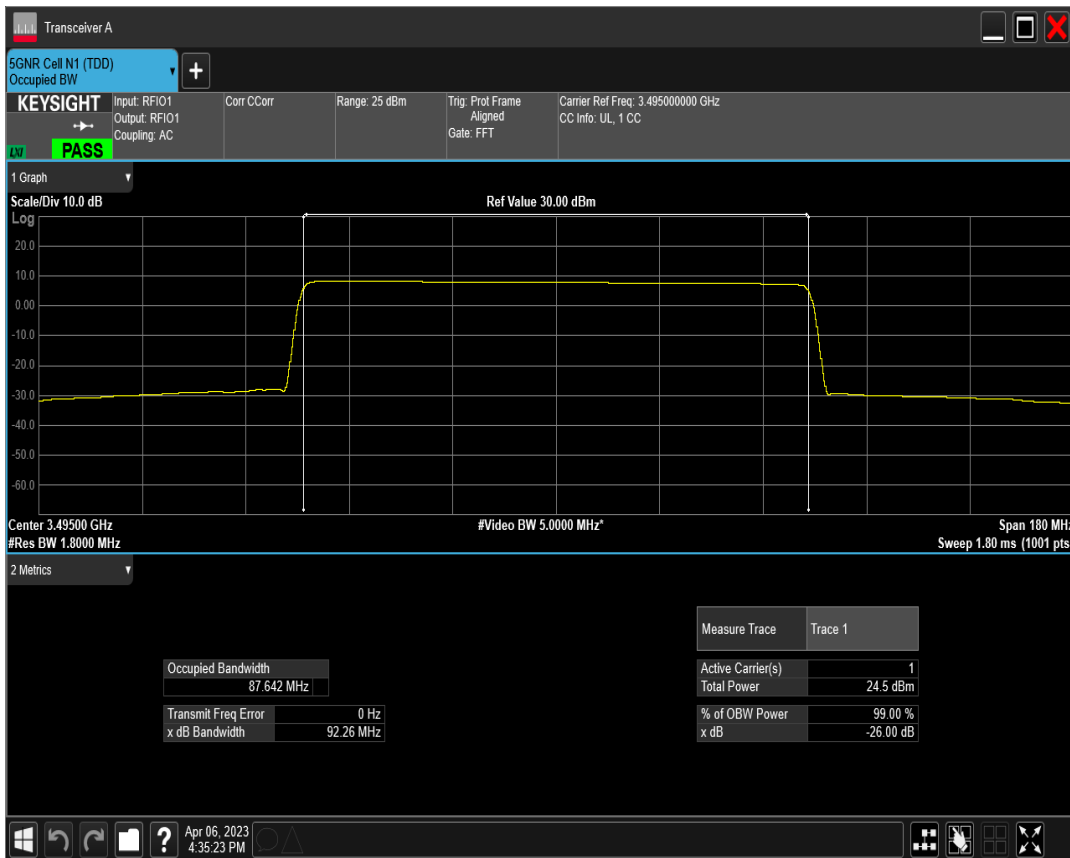 Transceiver A
5GNR Cell N1 (TDD)
Occupied BW
+
KEYSIGHT
LXI
PASS
Input: RFIO1
Output: RFIO1
Coupling: AC
Corr CCorr
Range: 25 dBm
Trig: Prot Frame
Aligned
Gate: FFT
Carrier Ref Freq: 3.495000000 GHz
CC Info: UL, 1 CC
1 Graph
Scale/Div 10.0 dB
Ref Value 30.00 dBm
Log
20.0
10.0
0.00
-10.0
-20.0
-30.0
-40.0
-50.0
-60.0
Center 3.49500 GHz
#Video BW 5.0000 MHz*
Span 180 MHz
#Res BW 1.8000 MHz
Sweep 1.80 ms (1001 pts
2 Metrics
Measure Trace Trace 1
Occupied Bandwidth
87.642 MHz
Active Carrier(s) 1
Total Power 24.5 dBm
Transmit Freq Error 0 Hz
x dB Bandwidth 92.26 MHz
% of OBW Power 99.00 %
x dB -26.00 dB
?
Apr 06, 2023
4:35:23 PM